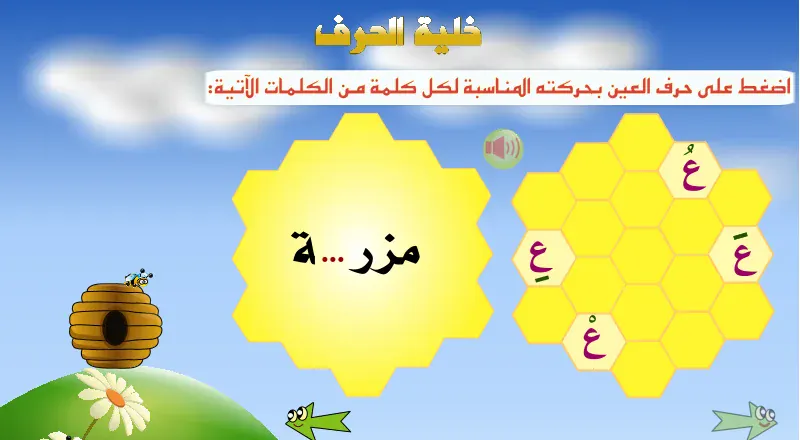 خلية الحرف
اضغط على حرف العين بحركته المناسبة لكل كلمة من الكلمات الآتية:
مزر...ة
عُ
عِ
عَ
عْ